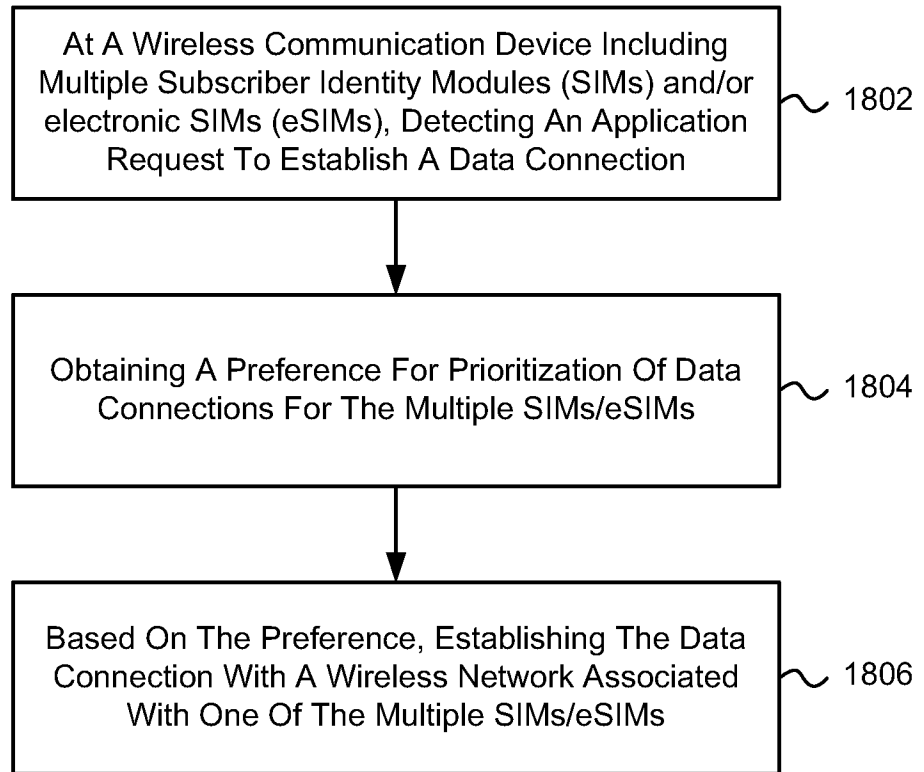 At A Wireless Communication Device Including
Multiple Subscriber Identity Modules (SIMs) and/or
electronic SIMs (eSIMs), Detecting An Application
Request To Establish A Data Connection
1802
Obtaining A Preference For Prioritization Of Data
Connections For The Multiple SIMs/eSIMs
1804
Based On The Preference, Establishing The Data
Connection With A Wireless Network Associated
With One Of The Multiple SIMs/eSIMs
1806